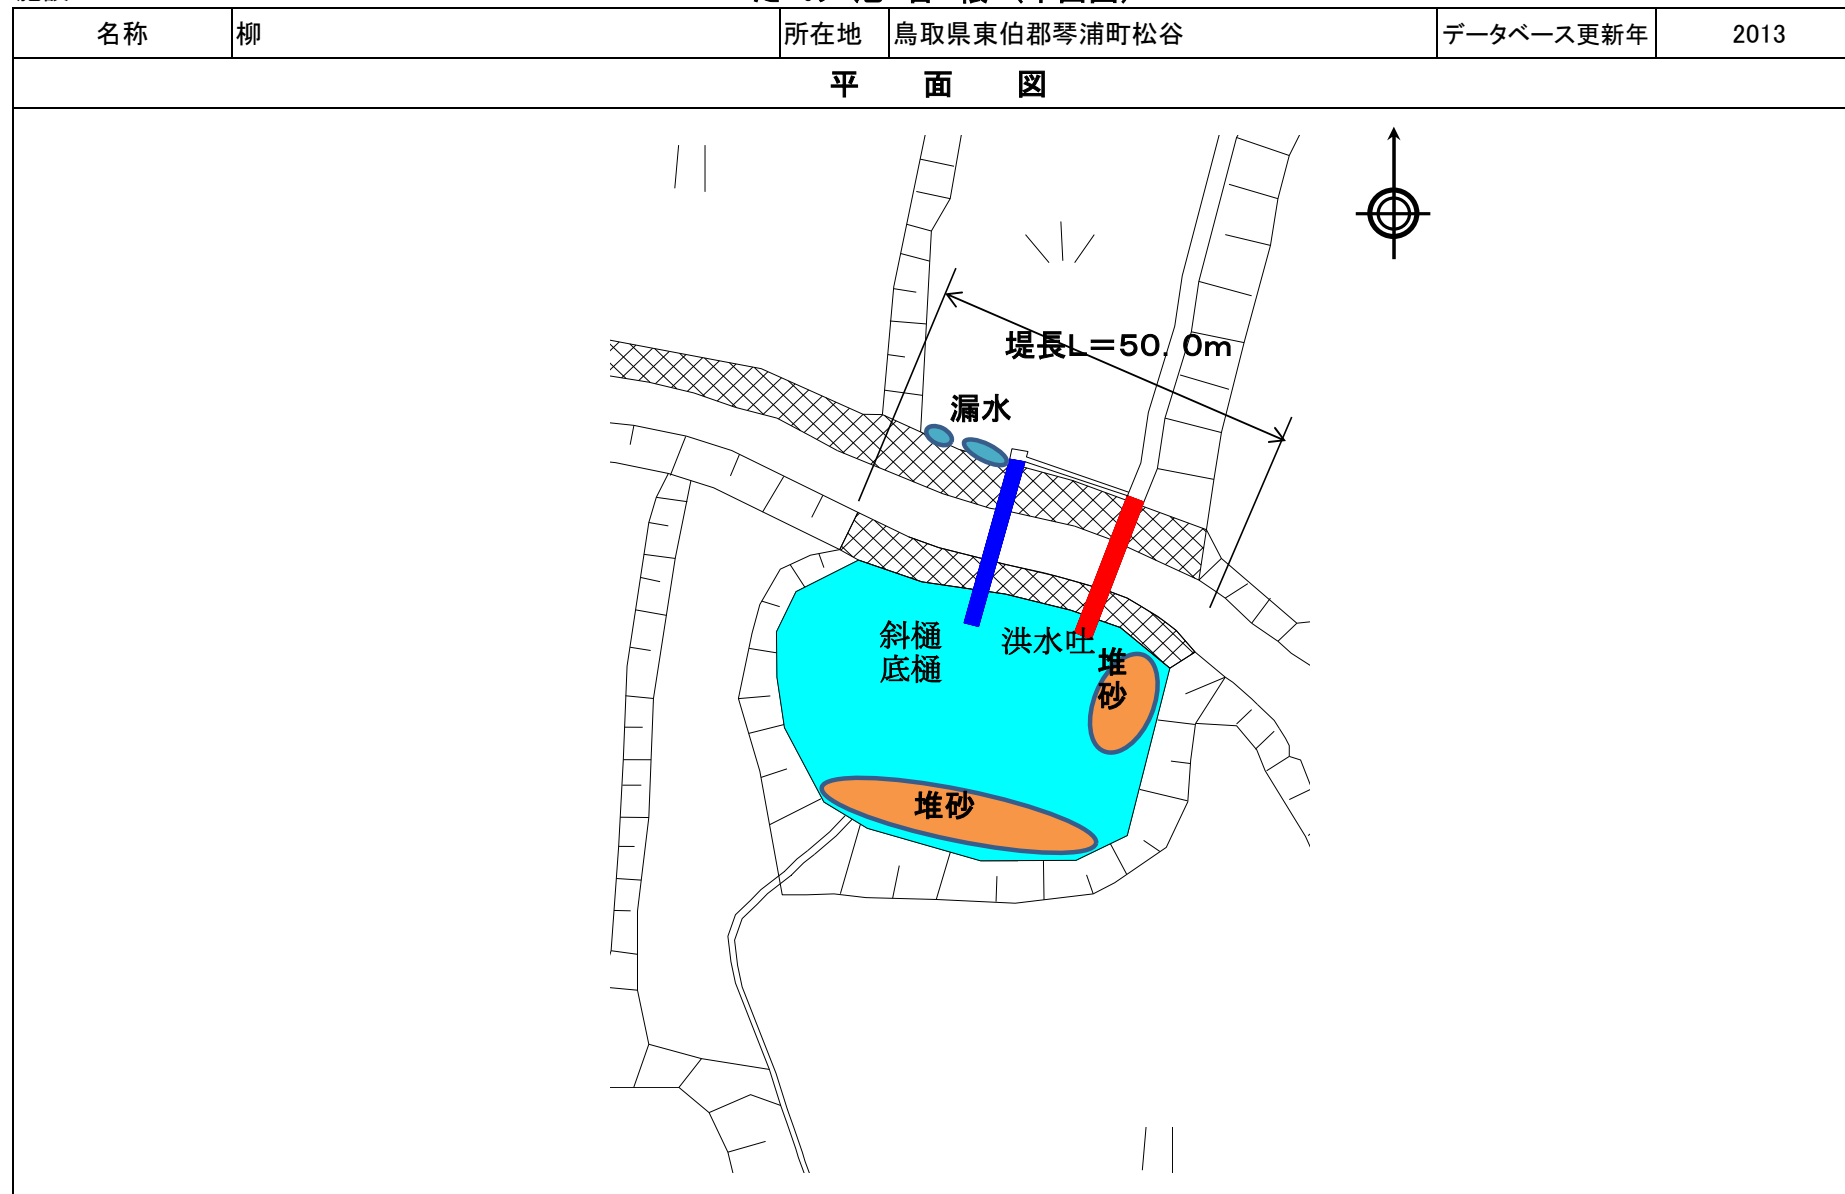 名称 柳 所在地 鳥取県東伯郡琴浦町松谷 データベース更新年 2013
平 面 図
堤長L＝50．0m
漏水
斜樋
底樋
洪水吐
堆
砂
堆砂